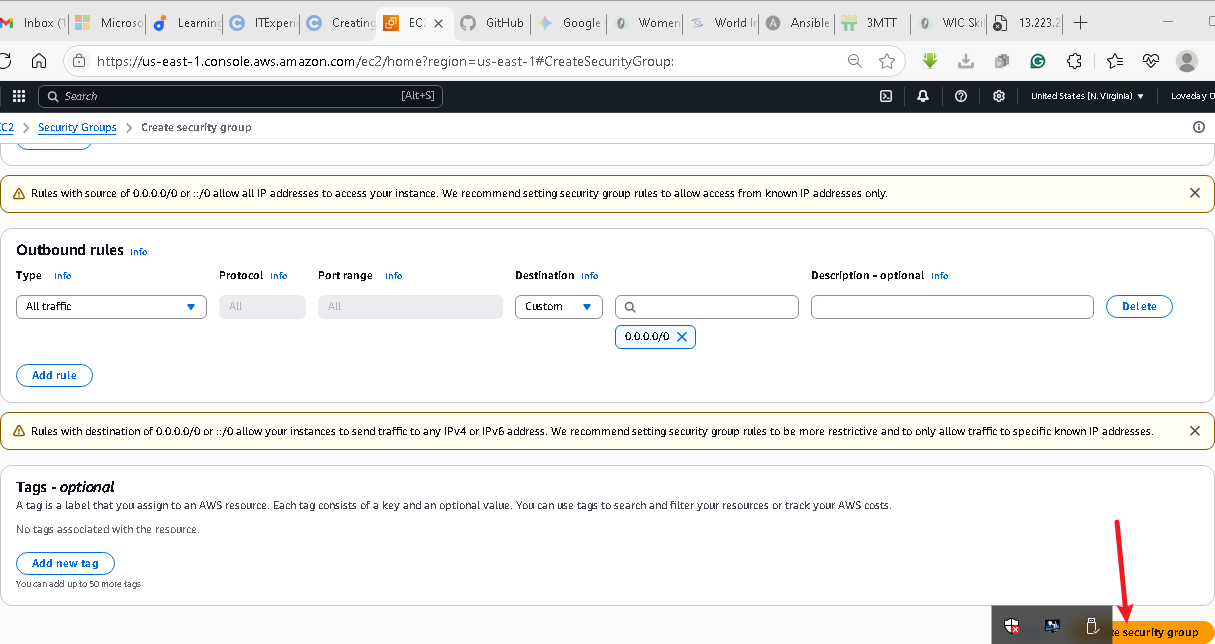 Inbox (1
Microso
Learning
ITExperi
Creating
EC2
GitHub
Google
Women
World In
Ansible
3MTT
WIC Skil
13.223.2
https://us-east-1.console.aws.amazon.com/ec2/home?region=us-east-1#CreateSecurityGroup:
Search
[Alt+S]
United States (N. Virginia)
Loveday O
EC2
Security Groups
Create security group
Rules with source of 0.0.0.0/0 or ::/0 allow all IP addresses to access your instance. We recommend setting security group rules to allow access from known IP addresses only.
Outbound rules Info
Type Info Protocol Info Port range Info Destination Info Description - optional Info
All traffic All All Custom Delete
0.0.0.0/0
Add rule
Rules with destination of 0.0.0.0/0 or ::/0 allow your instances to send traffic to any IPv4 or IPv6 address. We recommend setting security group rules to be more restrictive and to only allow traffic to specific known IP addresses.
Tags - optional
A tag is a label that you assign to an AWS resource. Each tag consists of a key and an optional value. You can use tags to search and filter your resources or track your AWS costs.
No tags associated with the resource.
Add new tag
You can add up to 50 more tags
te security group